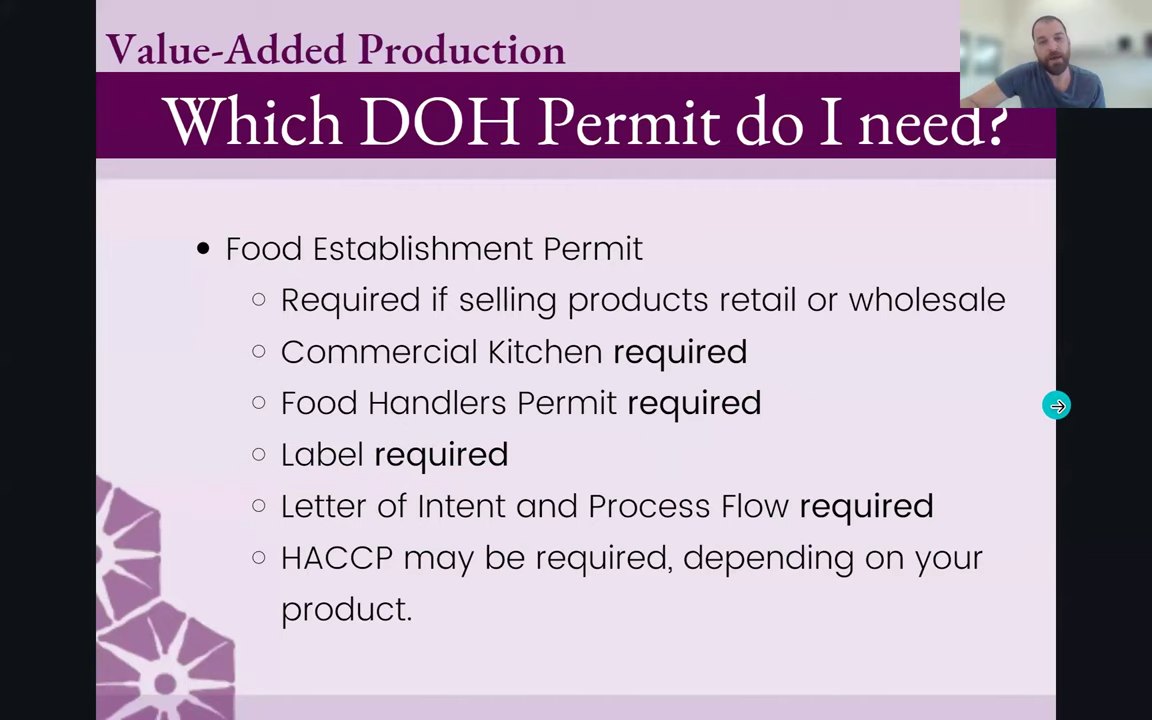 Value-Added Production
Which DOH Permit do I need?
Food Establishment Permit
Required if selling products retail or wholesale
Commercial Kitchen required
Food Handlers Permit required
Label required
Letter of Intent and Process Flow required
HACCP may be required, depending on your
product.